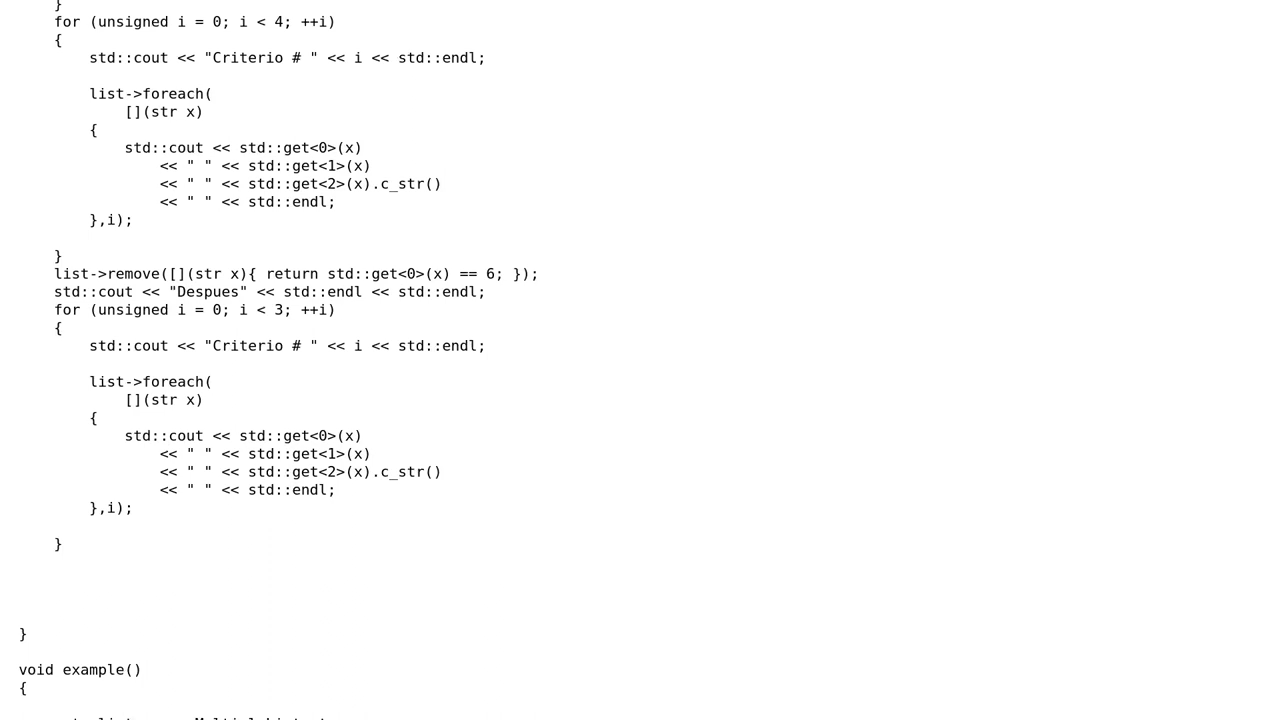 }
for (unsigned i = 0; i < 4; ++i)
{
std::cout << "Criterio # " << i << std::endl;
list->foreach(
[](str x)
{
std::cout << std::get<0>(x)
<< " " << std::get<1>(x)
<< " " << std::get<2>(x).c_str()
<< " " << std::endl;
},i);
}
list->remove([](str x){ return std::get<0>(x) == 6; });
std::cout << "Despues" << std::endl << std::endl;
for (unsigned i = 0; i < 3; ++i)
{
std::cout << "Criterio # " << i << std::endl;
list->foreach(
[](str x)
{
std::cout << std::get<0>(x)
<< " " << std::get<1>(x)
<< " " << std::get<2>(x).c_str()
<< " " << std::endl;
},i);
}
}
void example()
{